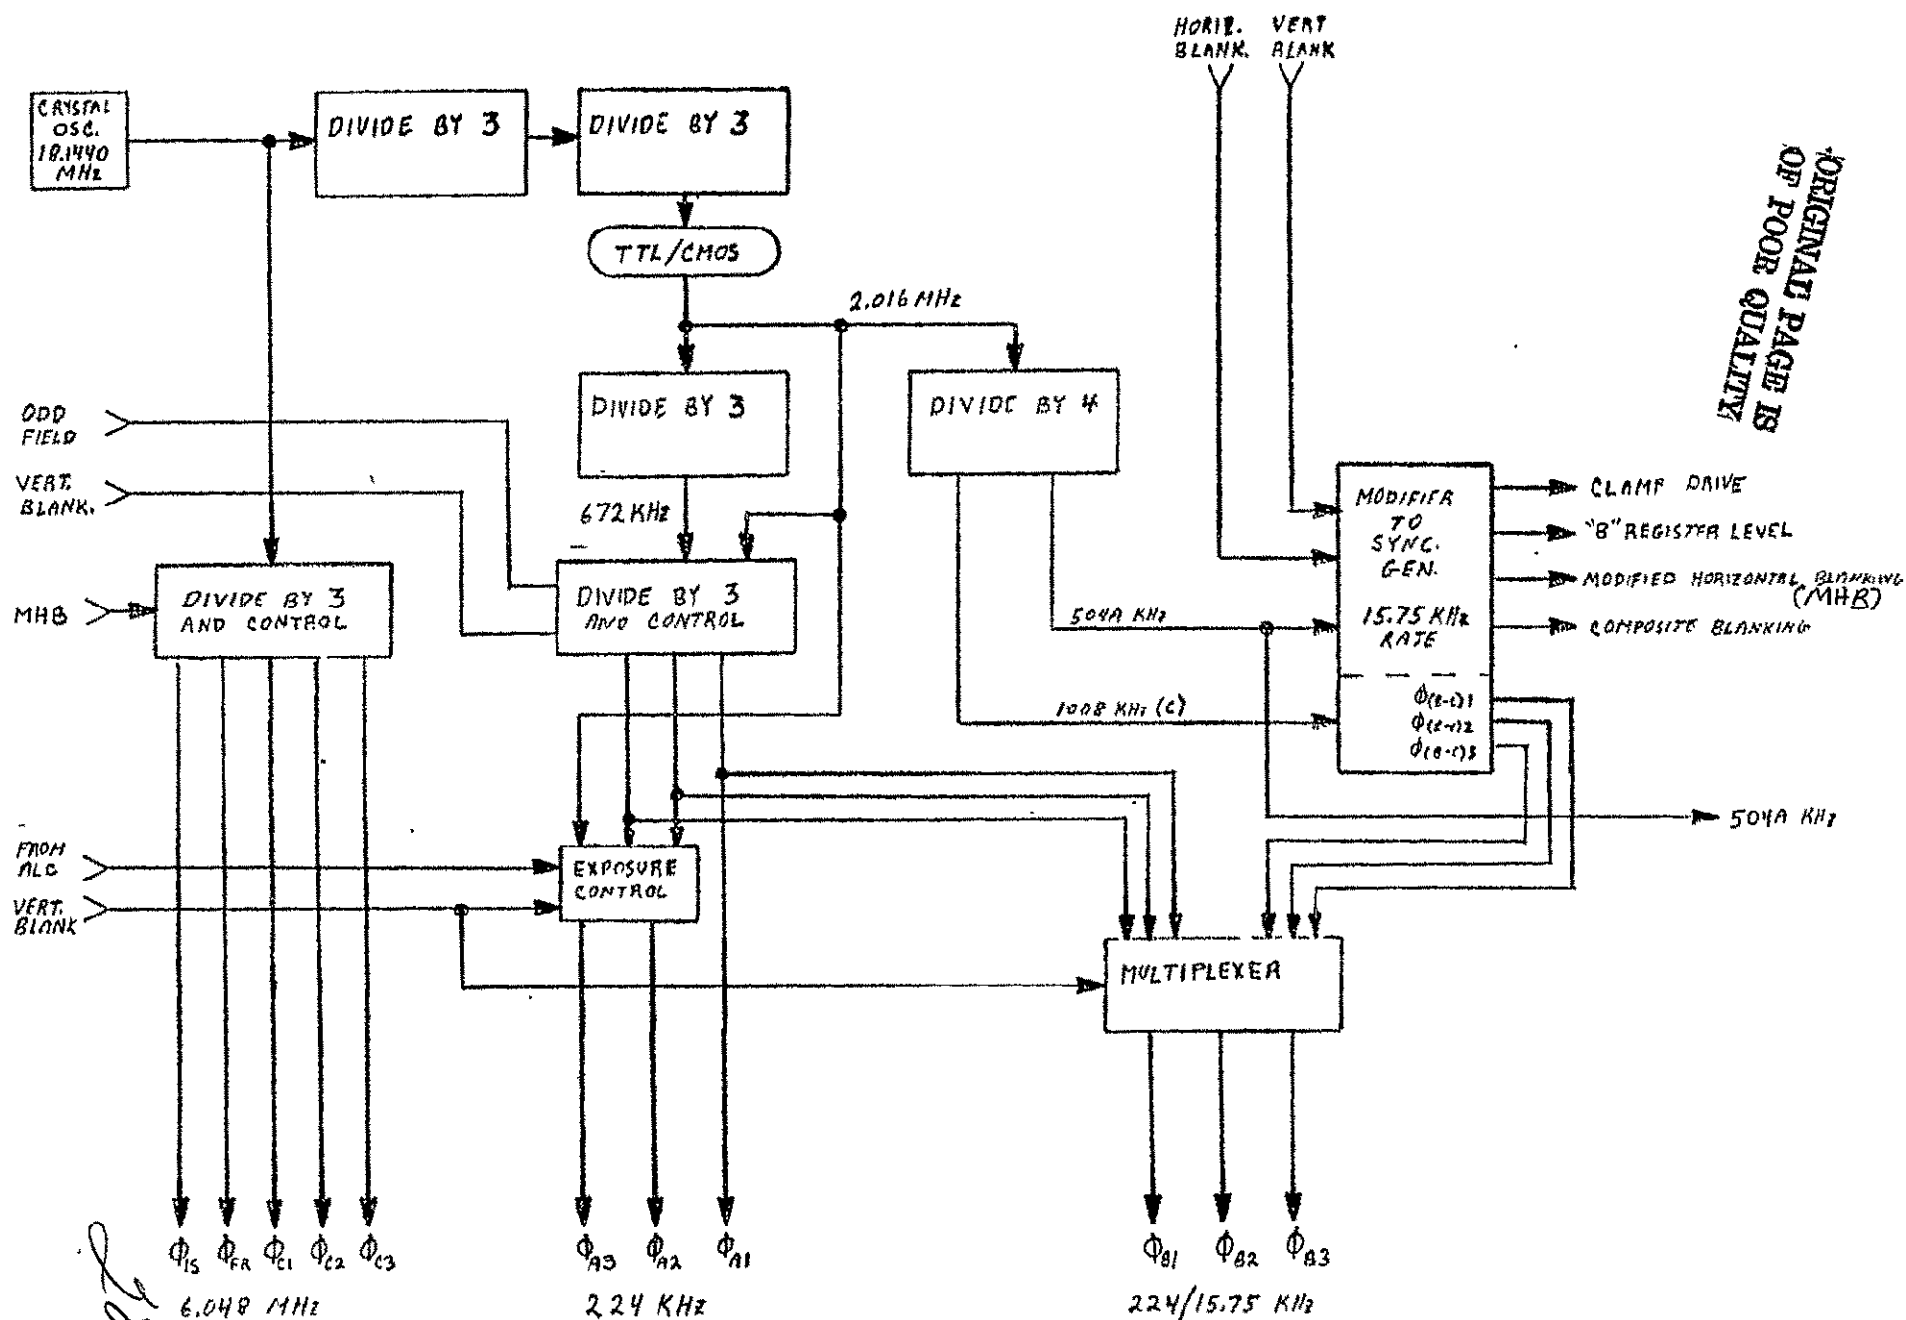 HORIZ. VERT
BLANK. BLANK
CRYSTAL
OSC.
18.1440
MHz
DIVIDE BY 3
DIVIDE BY 3
ORIGINAL PAGE IS
OF POOR QUALITY
TTL/CMOS
2.016 MHz
DIVIDE BY 3
DIVIDE BY 4
ODD
FIELD
VERT.
BLANK.
672 KHz
MODIFIER
TO
SYNC.
GEN.
15.75 KHz
RATE
CLAMP DRIVE
"B" REGISTER LEVEL
MODIFIED HORIZONTAL BLANKING
(MHB)
COMPOSITE BLANKING
MHB
DIVIDE BY 3
AND CONTROL
DIVIDE BY 3
AND CONTROL
504A KHz
1008 KHz (C)
Φ(B-C)1
Φ(B-C)2
Φ(B-C)3
504A KHz
FROM
ALC
VERT.
BLANK
EXPOSURE
CONTROL
MULTIPLEXER
ΦIS ΦFR ΦC1 ΦC2 ΦC3
ΦA3 ΦA2 ΦA1
ΦB1 ΦB2 ΦB3
6.048 MHz
224 KHz
224/15.75 KHz